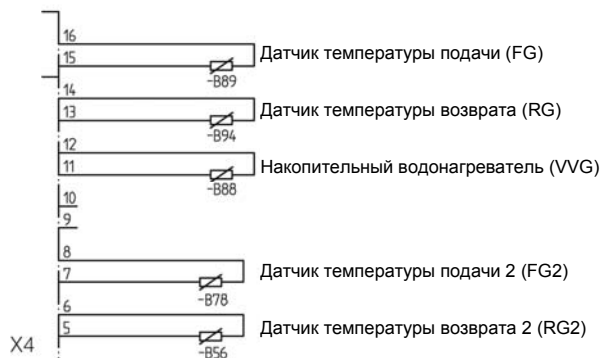 16
15 Датчик температуры подачи (FG)
-B89
14
13 Датчик температуры возврата (RG)
-B94
12
11 Накопительный водонагреватель (VVG)
-B88
10
9
8
7 Датчик температуры подачи 2 (FG2)
-B78
6
5 Датчик температуры возврата 2 (RG2)
X4 -B56